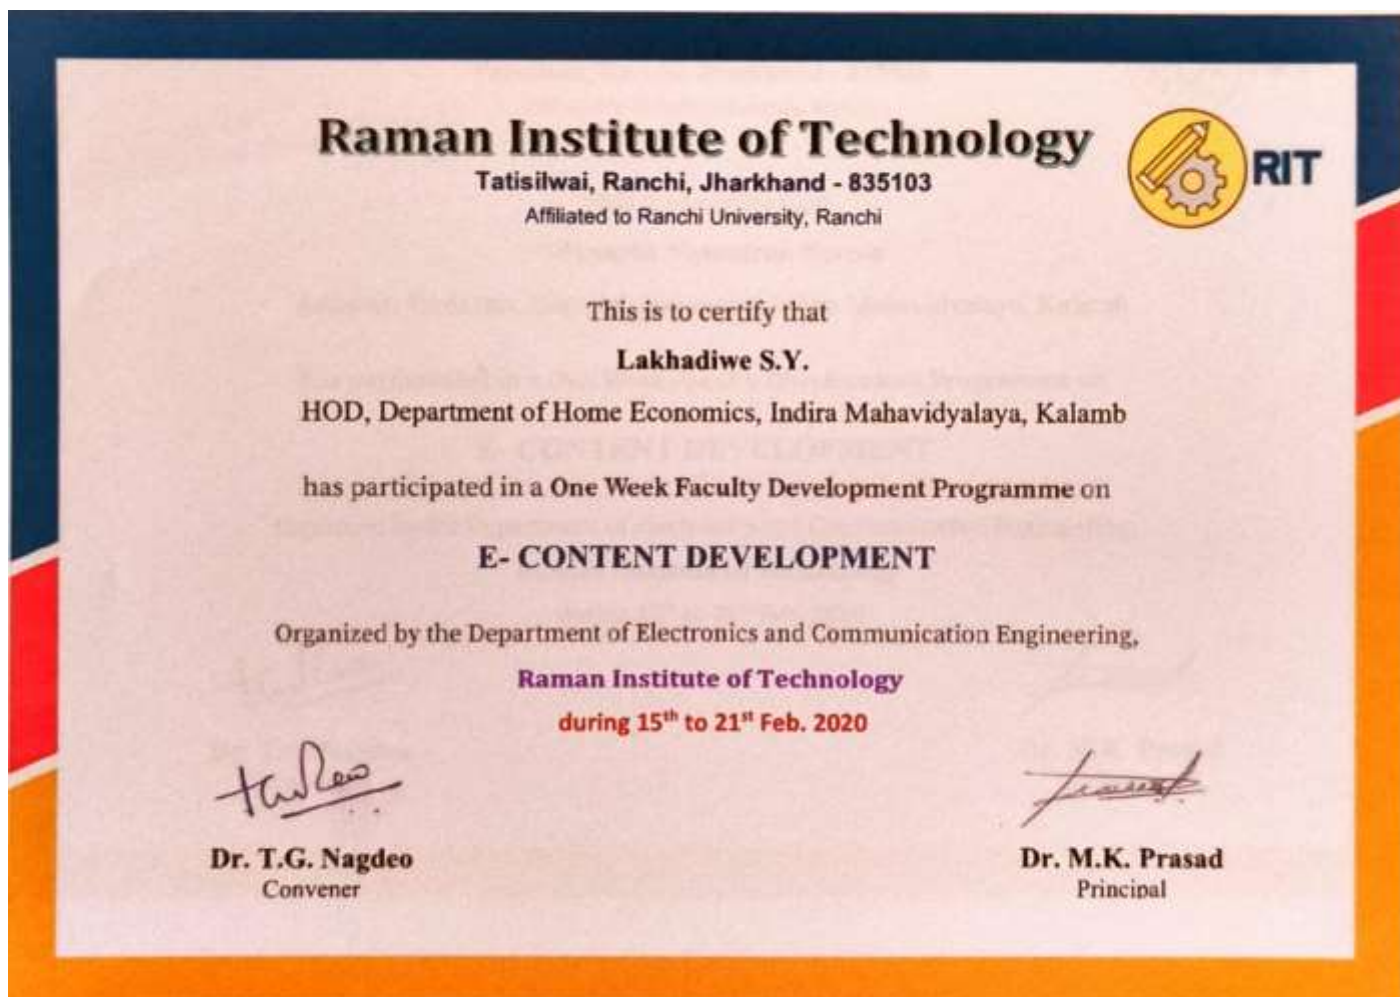 Raman Institute of Technology
RIT
Tatisilwai, Ranchi, Jharkhand - 835103
Affiliated to Ranchi University, Ranchi
This is to certify that
Lakhadiwe S.Y.
HOD, Department of Home Economics, Indira Mahavidyalaya, Kalamb
has participated in a One Week Faculty Development Programme on
E- CONTENT DEVELOPMENT
Organized by the Department of Electronics and Communication Engineering,
Raman Institute of Technology
during 15th to 21st Feb. 2020
Dr. T.G. Nagdeo
Convener
Dr. M.K. Prasad
Principal